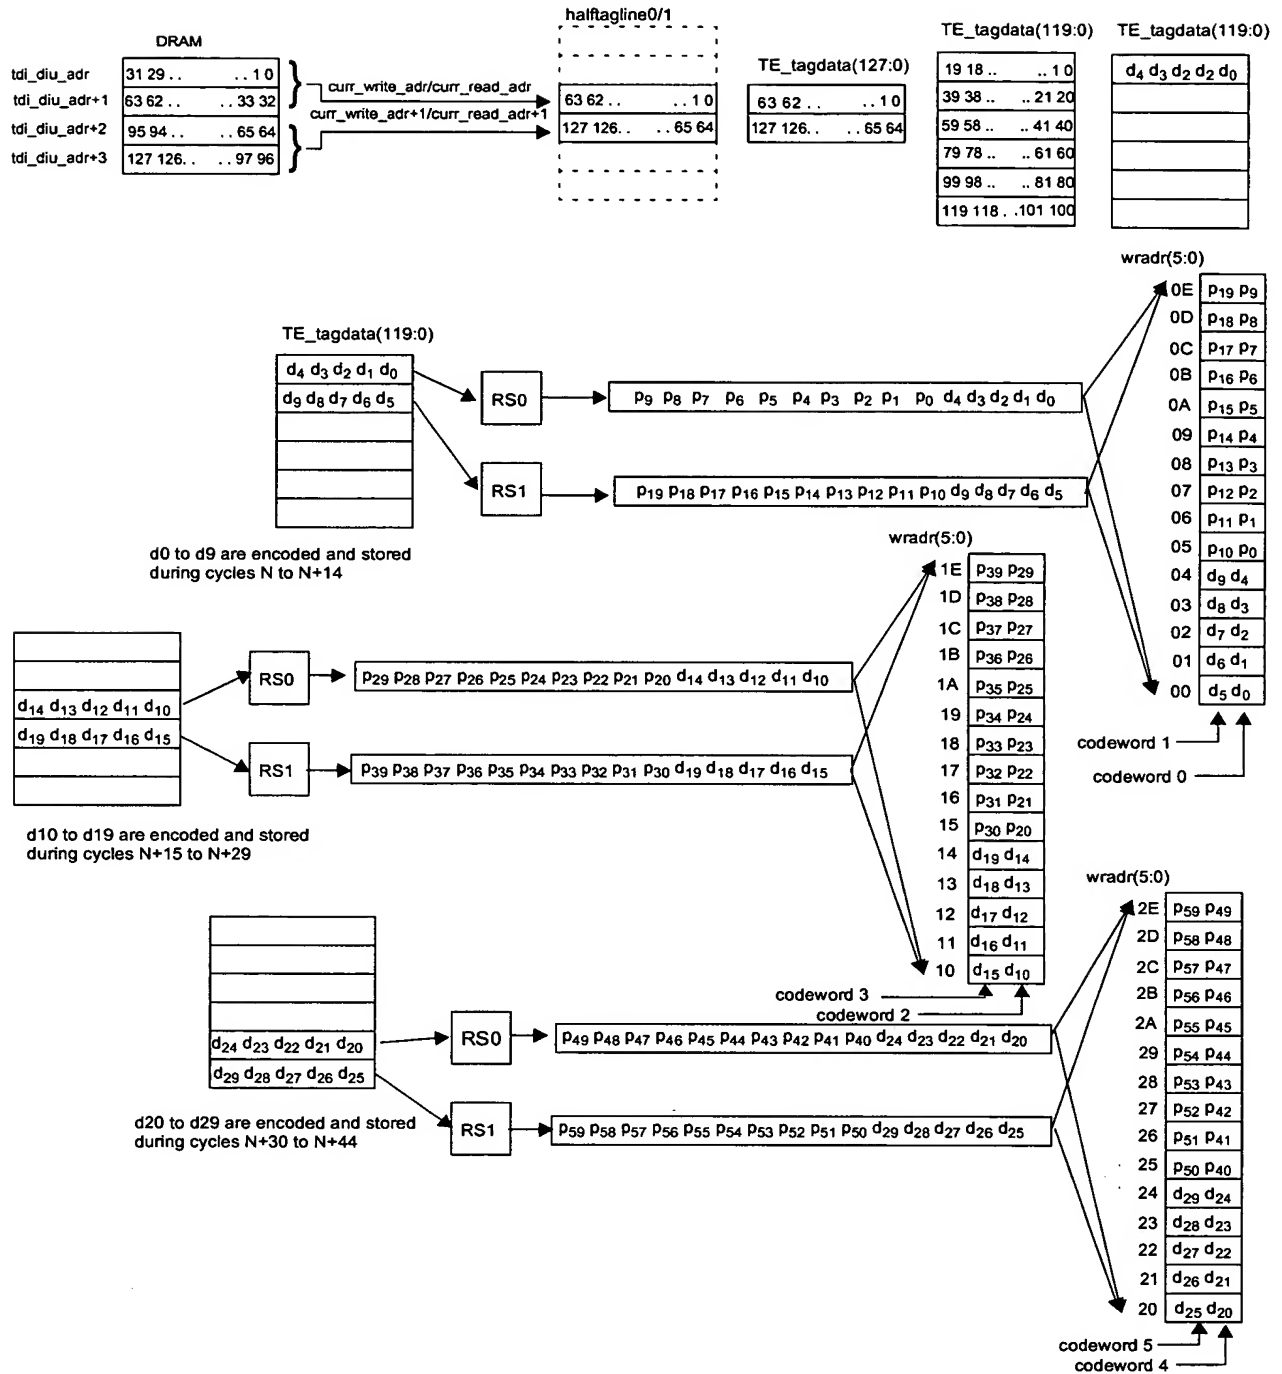 halftagline0/1
DRAM
tdi_diu_adr 31 29 . . . . 1 0
tdi_diu_adr+1 63 62 . . . . 33 32
tdi_diu_adr+2 95 94 . . . . 65 64
tdi_diu_adr+3 127 126. . . . 97 96
curr_write_adr/curr_read_adr
curr_write_adr+1/curr_read_adr+1
63 62 . . . . 1 0
127 126. . . . 65 64
TE_tagdata(127:0)
63 62 . . . . 1 0
127 126. . . . 65 64
TE_tagdata(119:0)
19 18 . . . . 1 0
39 38 . . . . 21 20
59 58 . . . . 41 40
79 78 . . . . 61 60
99 98 . . . . 81 80
119 118 . . .101 100
TE_tagdata(119:0)
d4 d3 d2 d2 d0
TE_tagdata(119:0)
d4 d3 d2 d1 d0
d9 d8 d7 d6 d5
RS0
p9 p8 p7 p6 p5 p4 p3 p2 p1 p0 d4 d3 d2 d1 d0
RS1
p19 p18 p17 p16 p15 p14 p13 p12 p11 p10 d9 d8 d7 d6 d5
d0 to d9 are encoded and stored
during cycles N to N+14
wradr(5:0)
0E p19 p9
0D p18 p8
0C p17 p7
0B p16 p6
0A p15 p5
09 p14 p4
08 p13 p3
07 p12 p2
06 p11 p1
05 p10 p0
04 d9 d4
03 d8 d3
02 d7 d2
01 d6 d1
00 d5 d0
codeword 1
codeword 0
d14 d13 d12 d11 d10
d19 d18 d17 d16 d15
RS0
p29 p28 p27 p26 p25 p24 p23 p22 p21 p20 d14 d13 d12 d11 d10
RS1
p39 p38 p37 p36 p35 p34 p33 p32 p31 p30 d19 d18 d17 d16 d15
d10 to d19 are encoded and stored
during cycles N+15 to N+29
wradr(5:0)
1E p39 p29
1D p38 p28
1C p37 p27
1B p36 p26
1A p35 p25
19 p34 p24
18 p33 p23
17 p32 p22
16 p31 p21
15 p30 p20
14 d19 d14
13 d18 d13
12 d17 d12
11 d16 d11
10 d15 d10
codeword 3
codeword 2
d24 d23 d22 d21 d20
d29 d28 d27 d26 d25
RS0
p49 p48 p47 p46 p45 p44 p43 p42 p41 p40 d24 d23 d22 d21 d20
RS1
p59 p58 p57 p56 p55 p54 p53 p52 p51 p50 d29 d28 d27 d26 d25
d20 to d29 are encoded and stored
during cycles N+30 to N+44
wradr(5:0)
2E p59 p49
2D p58 p48
2C p57 p47
2B p56 p46
2A p55 p45
29 p54 p44
28 p53 p43
27 p52 p42
26 p51 p41
25 p50 p40
24 d29 d24
23 d28 d23
22 d27 d22
21 d26 d21
20 d25 d20
codeword 5
codeword 4